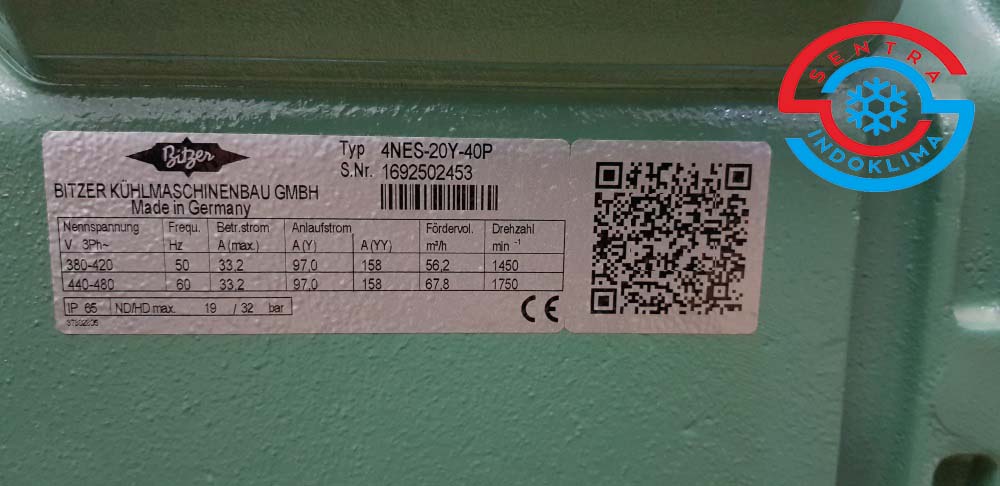 SENTRA
INDOKLIMA
Bitzer
Typ 4NES-20Y-40P
S.Nr. 1692502453
BITZER KÜHLMASCHINENBAU GMBH
Made in Germany
Nennspannung Frequ. Betr.strom Anlaufstrom Fördervol. Drehzahl
V 3Ph~ Hz A (max.) A (Y) A (YY) m³/h min -1
380-420 50 33,2 97,0 158 56,2 1450
440-480 60 33,2 97,0 158 67,8 1750
IP 65 ND/HD max. 19 / 32 bar
CE